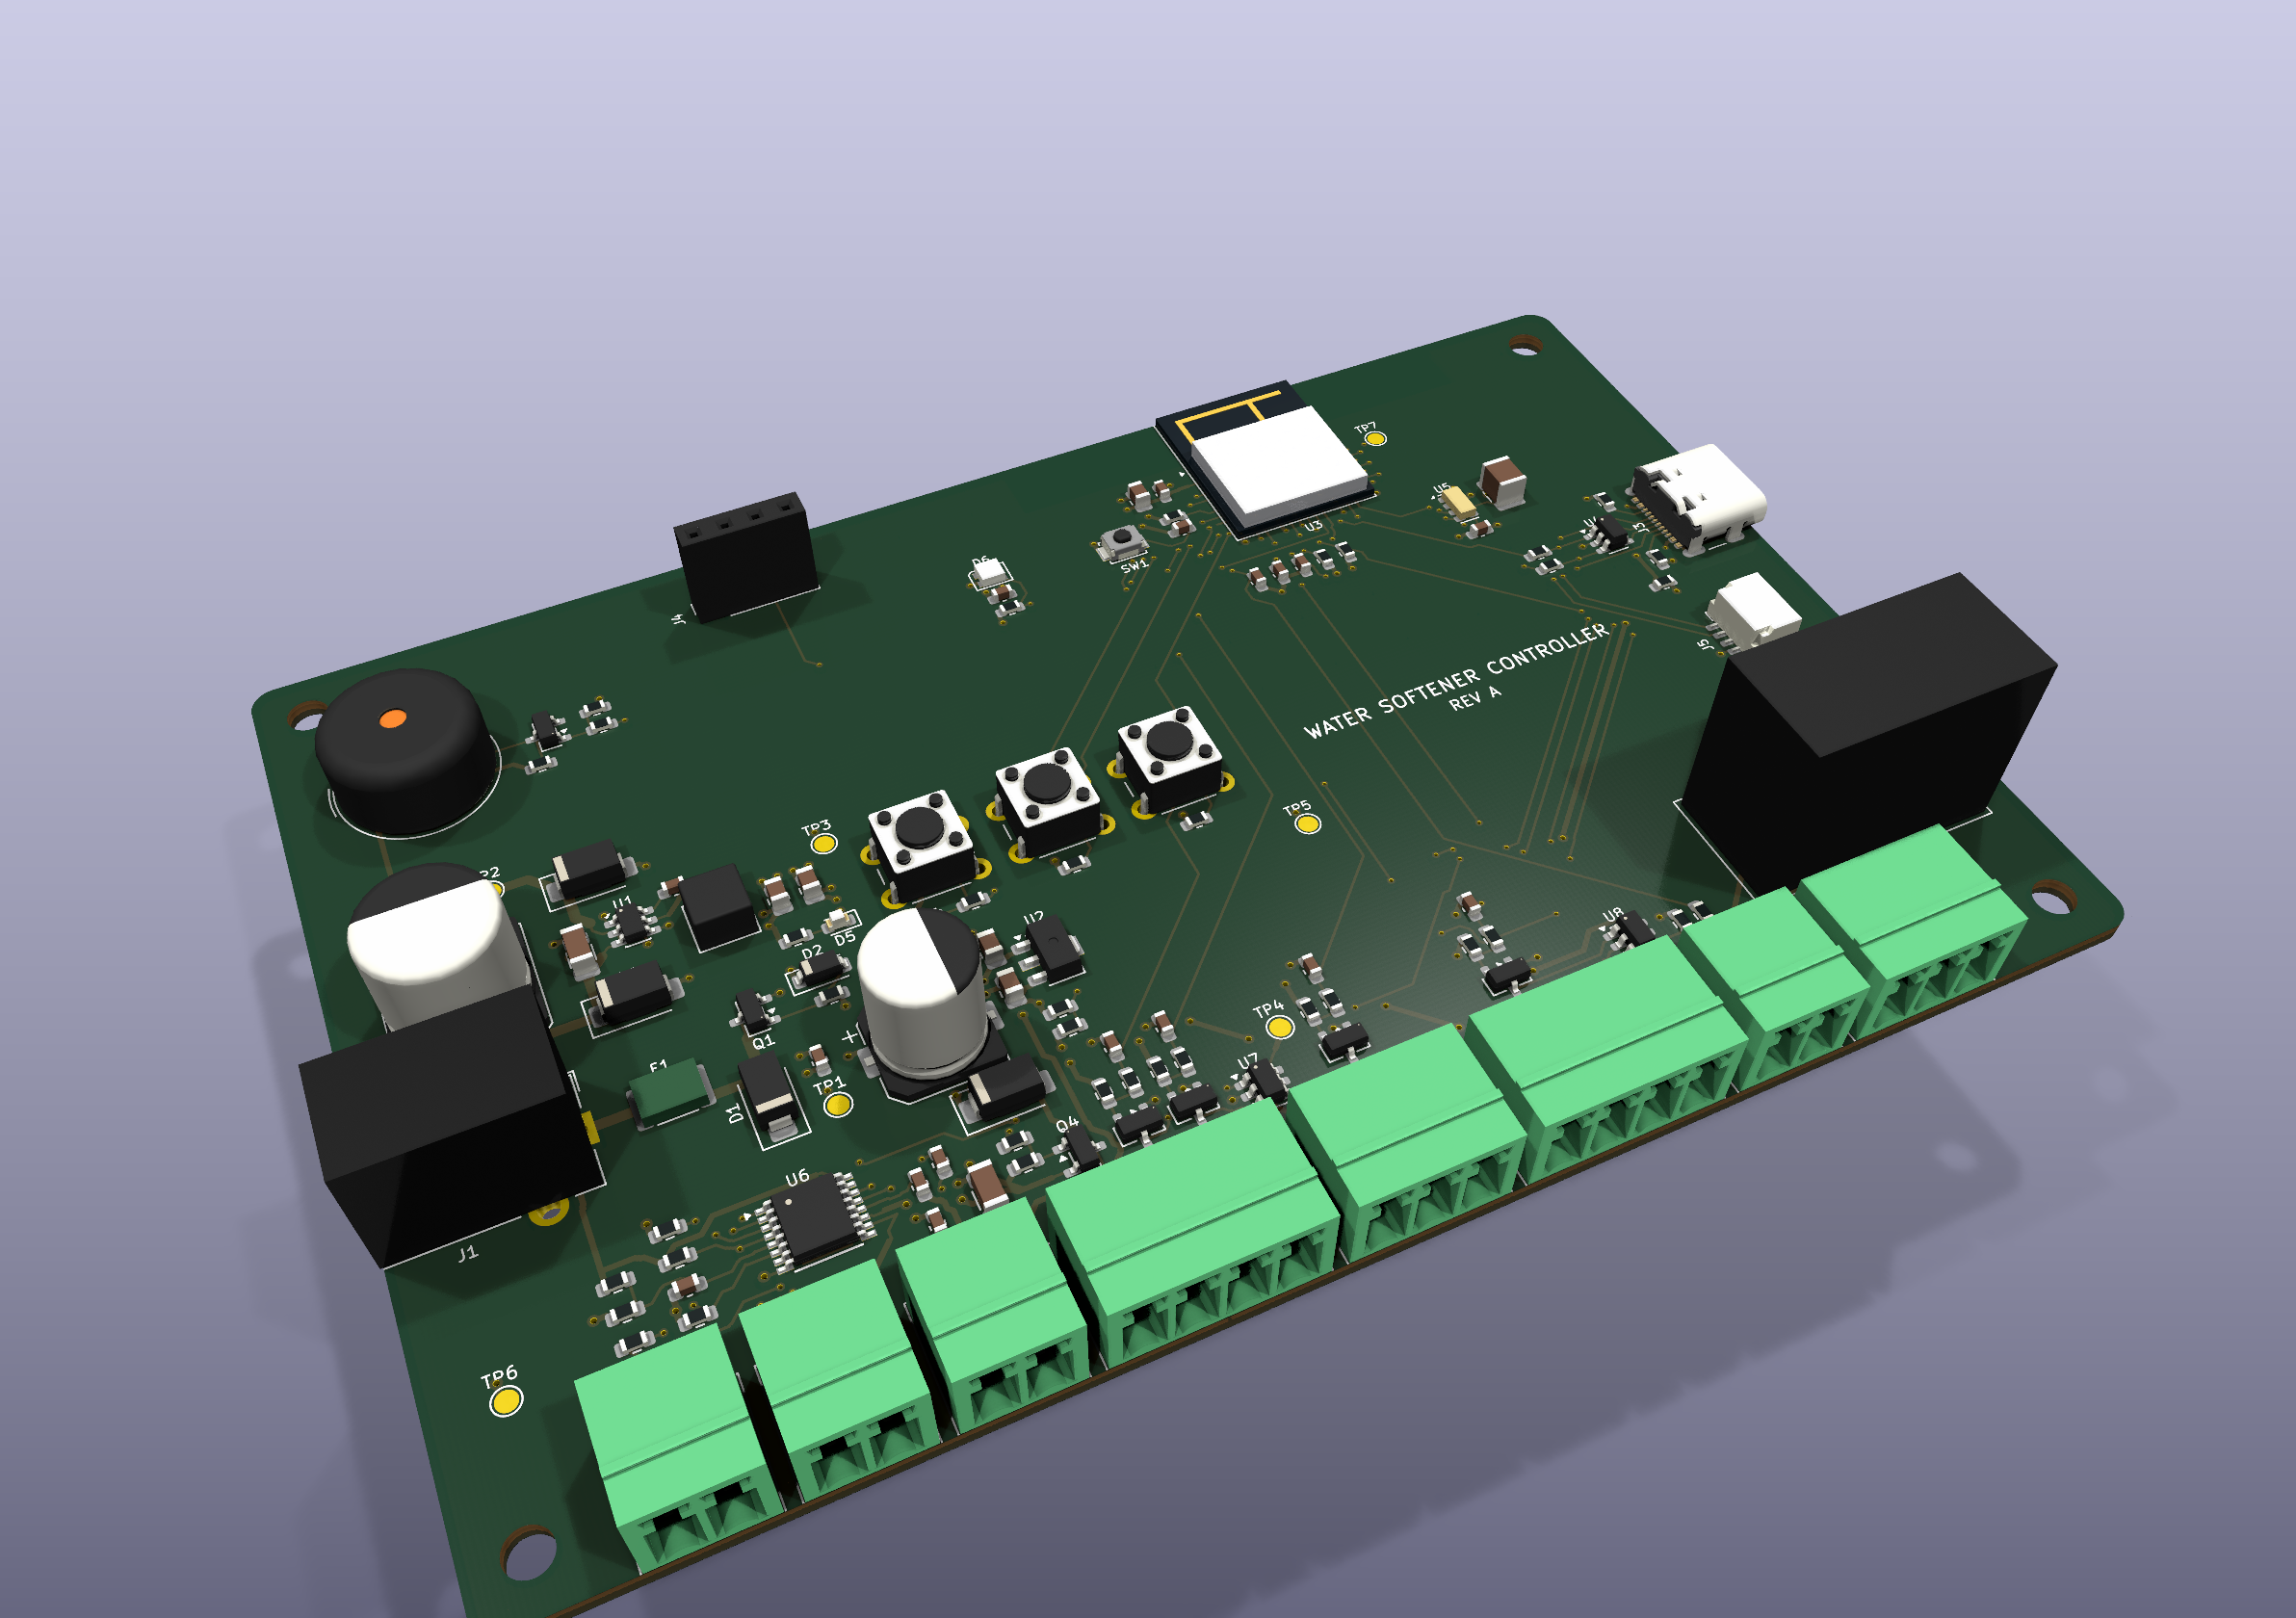 TP7
U5
U3
J3
SW1
J4
J5
WATER SOFTENER CONTROLLER
REV A
TP3
TP5
U1
U2
D5
D2
U8
Q1
TP4
TP1
D1
U7
Q4
U6
J1
TP6
+